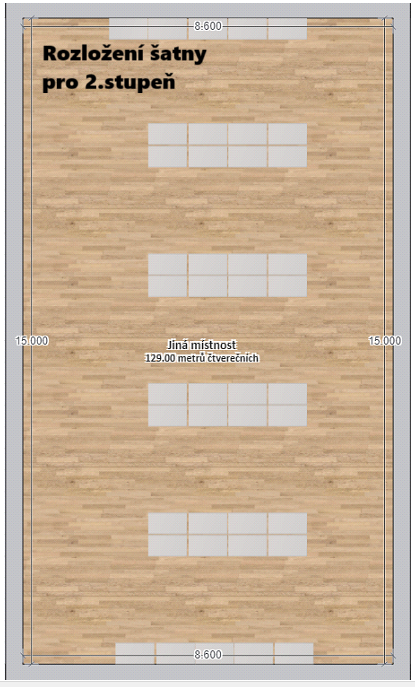 8.600
Rozložení šatny
pro 2.stupeň
15.000
15.000
Jiná místnost
129.00 metrů čtverečních
8.600